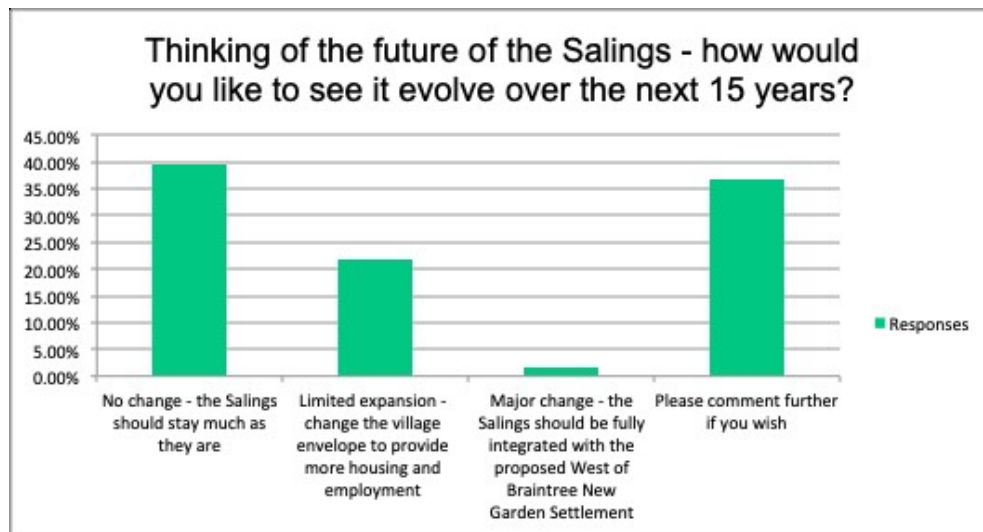 Thinking of the future of the Salings - how would
you like to see it evolve over the next 15 years?
45.00%
40.00%
35.00%
30.00%
25.00%
20.00%
15.00%
10.00%
5.00%
0.00%
No change - the Salings
should stay much as
they are
Limited expansion -
change the village
envelope to provide
more housing and
employment
Major change - the
Salings should be fully
integrated with the
proposed West of
Braintree New
Garden Settlement
Please comment further
if you wish
Responses